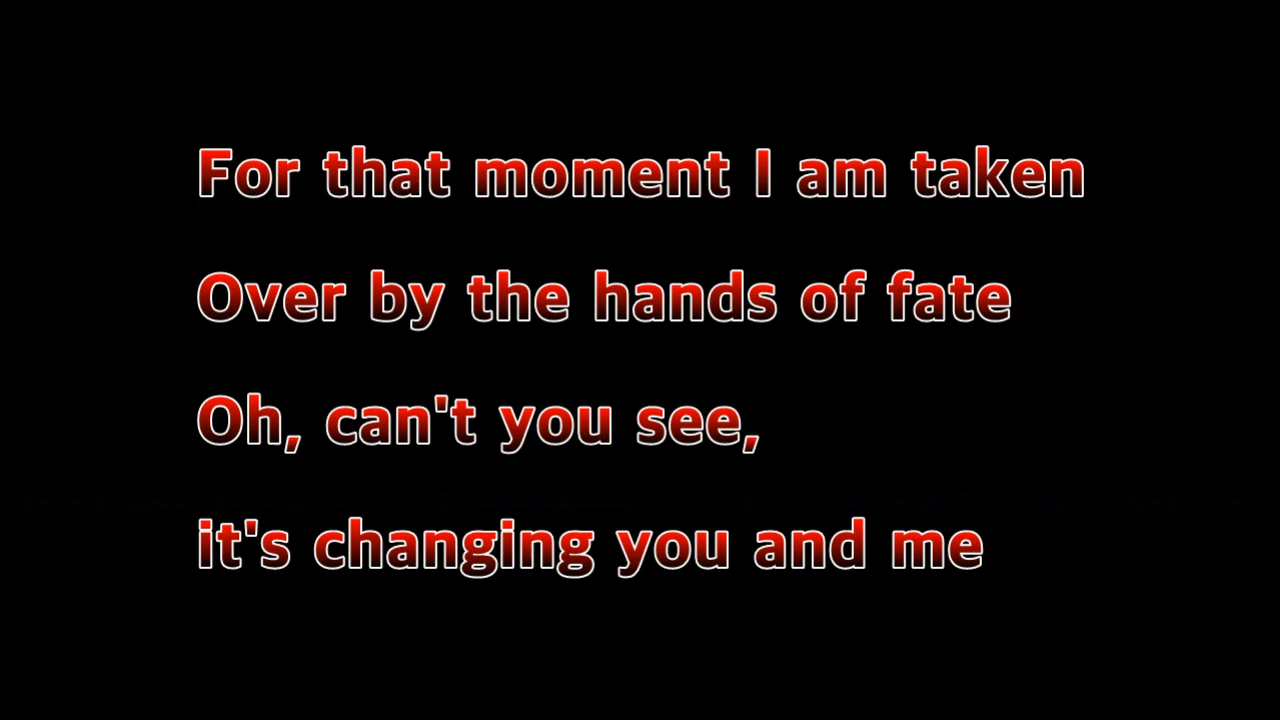 For that moment I am taken
Over by the hands of fate
Oh, can't you see,
it's changing you and me